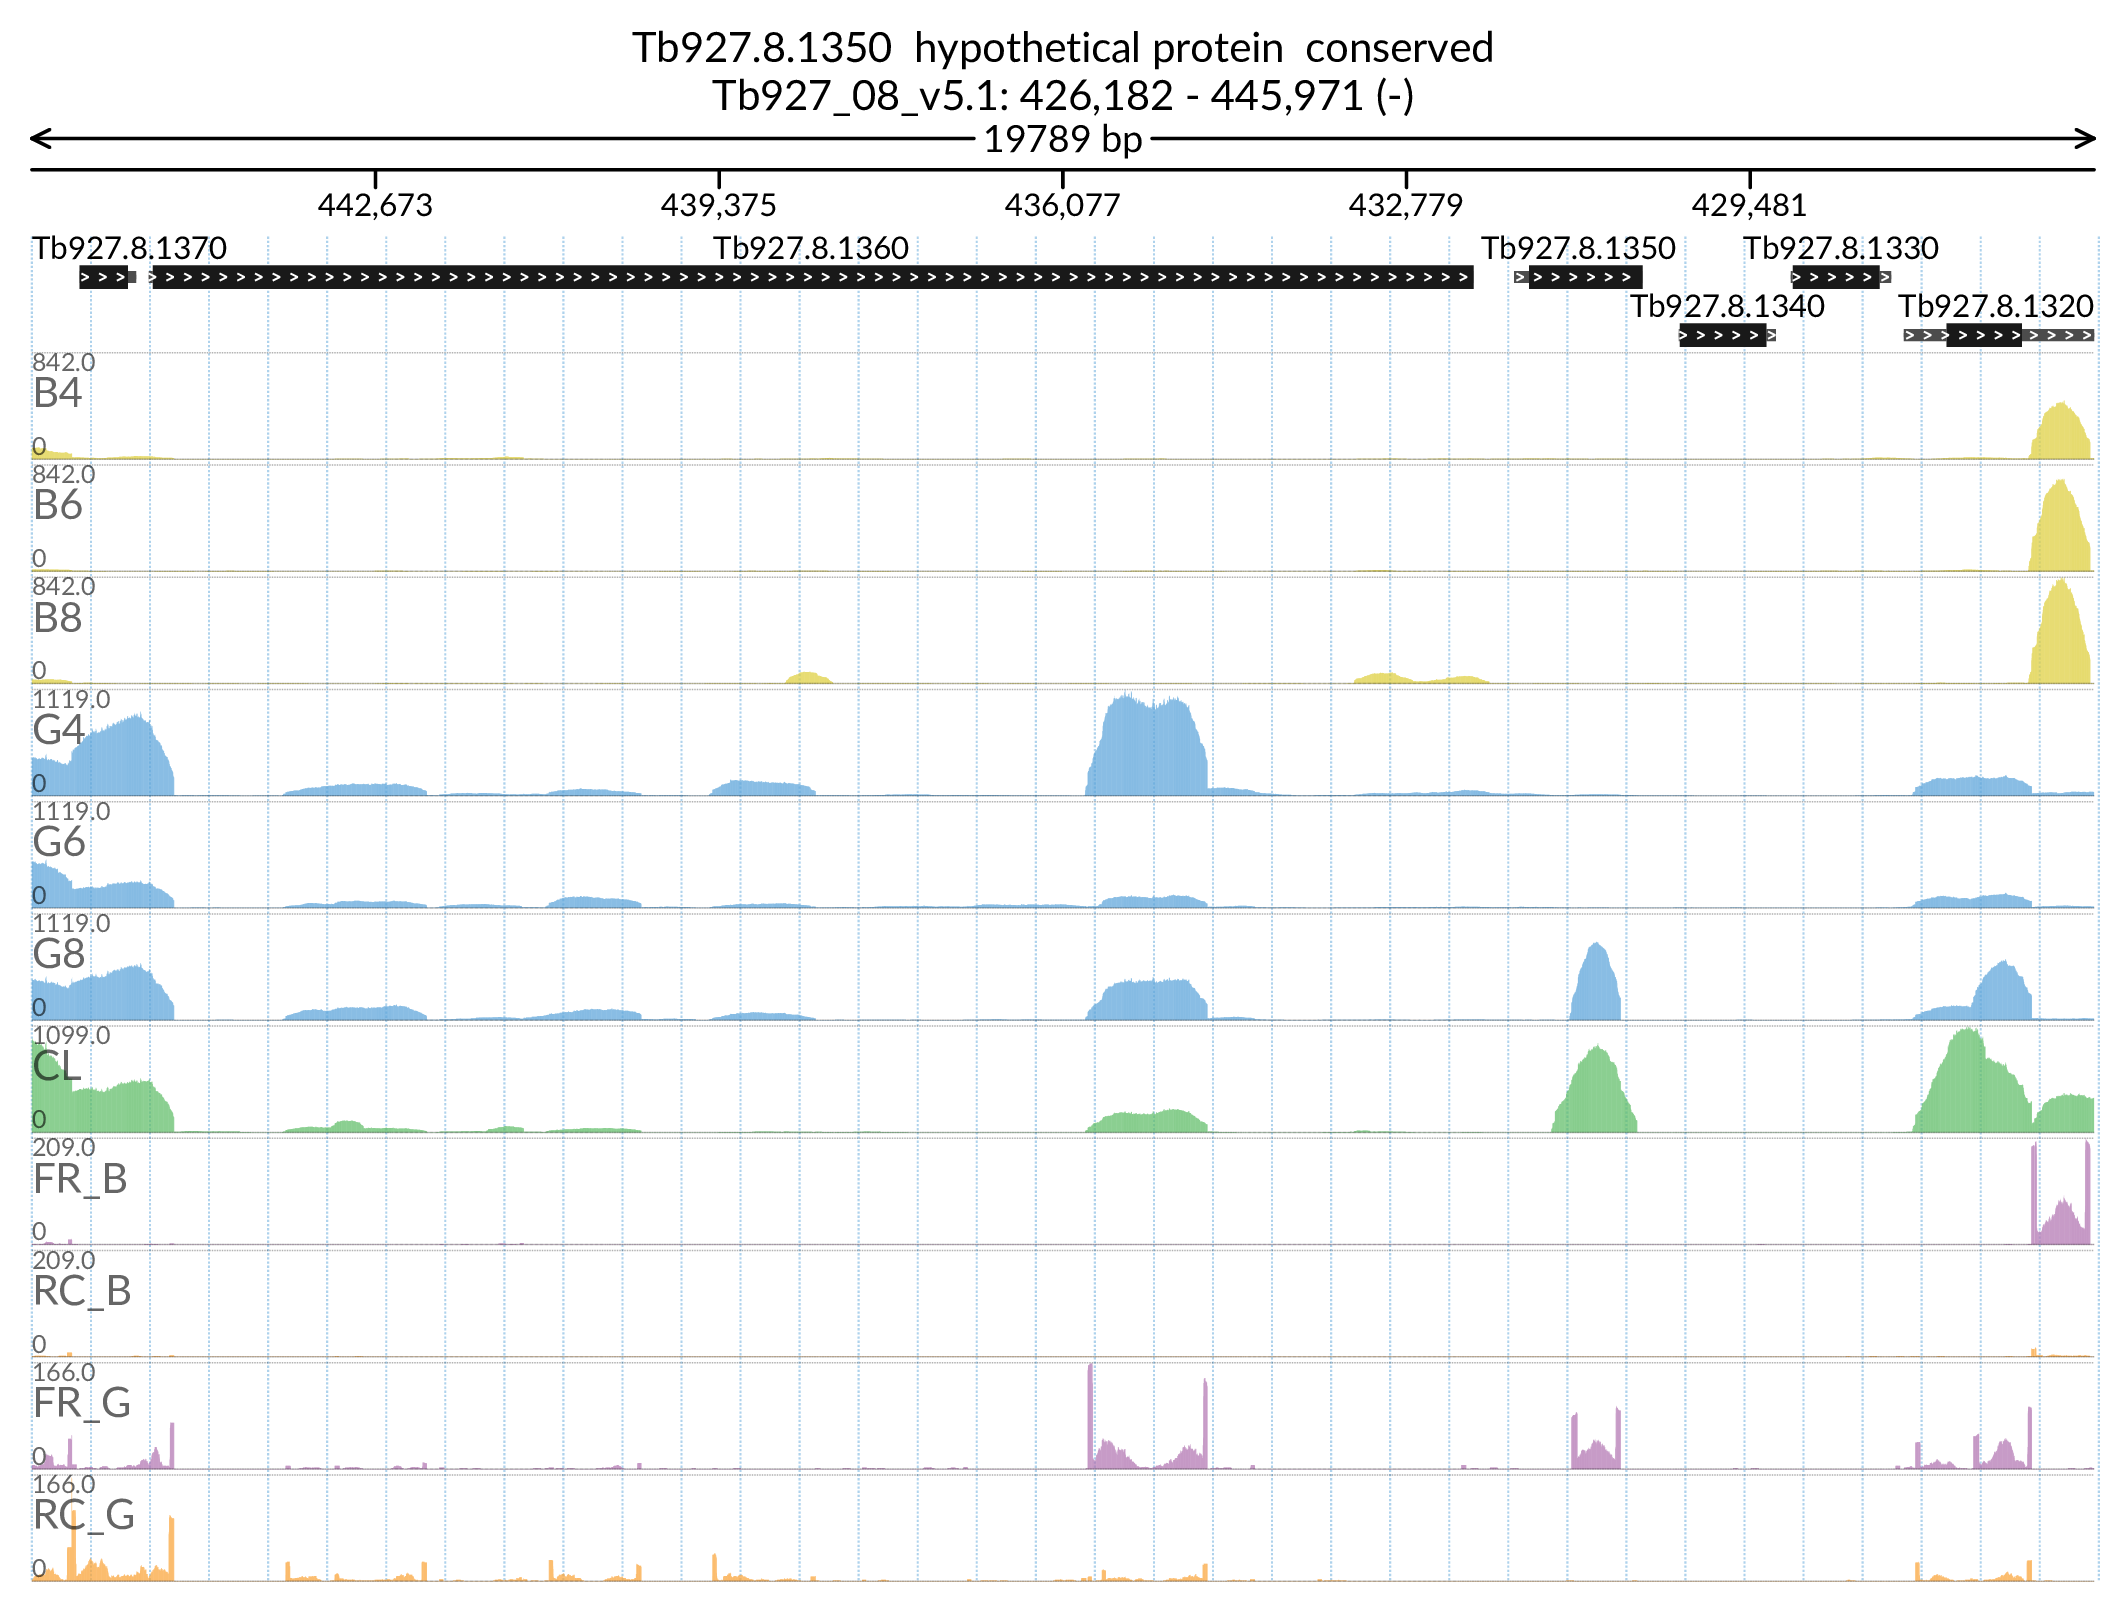 Tb927.8.1350  hypothetical protein  conserved
Tb927_08_v5.1: 426,182 - 445,971 (-)
19789 bp
442,673 439,375 436,077 432,779 429,481
Tb927.8.1370 Tb927.8.1360 Tb927.8.1350 Tb927.8.1330
Tb927.8.1340 Tb927.8.1320
842.0
B4
0
842.0
B6
0
842.0
B8
0
1119.0
G4
0
1119.0
G6
0
1119.0
G8
0
1099.0
CL
0
209.0
FR_B
0
209.0
RC_B
0
166.0
FR_G
0
166.0
RC_G
0